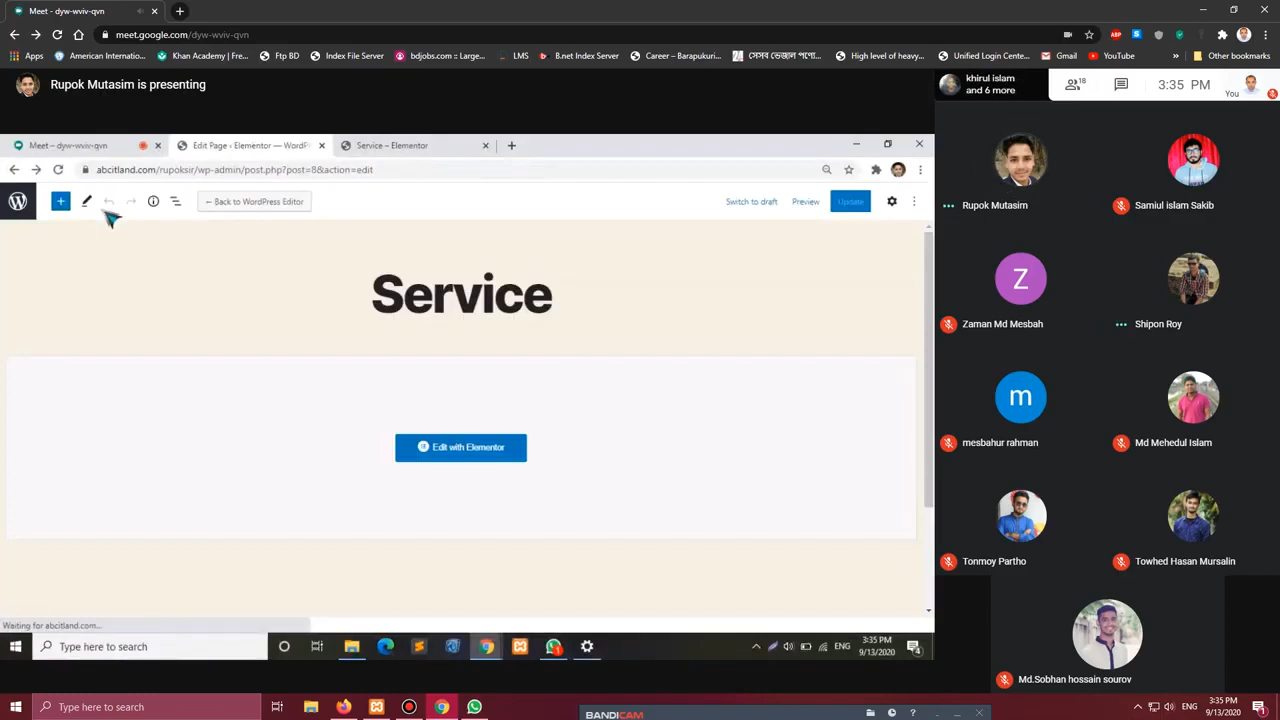 Meet - dyw-wviv-qvn
meet.google.com/dyw-wviv-qvn
Apps
American Internatio...
Khan Academy | Fre...
Ftp BD
Index File Server
bdjobs.com :: Large...
LMS
B.net Index Server
Career – Barapukuri...
সেসব ভেজাল পণ্যে...
High level of heavy...
Unified Login Cente...
Gmail
YouTube
»
Other bookmarks
Rupok Mutasim is presenting
khirul islam
and 6 more
18
3:35 PM
You
Meet – dyw-wviv-qvn
Edit Page ‹ Elementor — WordP
Service – Elementor
abcitland.com/rupoksir/wp-admin/post.php?post=8&action=edit
← Back to WordPress Editor
Switch to draft
Preview
Update
Service
Edit with Elementor
Waiting for abcitland.com...
Type here to search
ENG
3:35 PM
9/13/2020
4
Rupok Mutasim
Samiul islam Sakib
Z
Zaman Md Mesbah
Shipon Roy
m
mesbahur rahman
Md Mehedul Islam
Tonmoy Partho
Towhed Hasan Mursalin
Md.Sobhan hossain sourov
Type here to search
BANDICAM
ENG
3:35 PM
9/13/2020